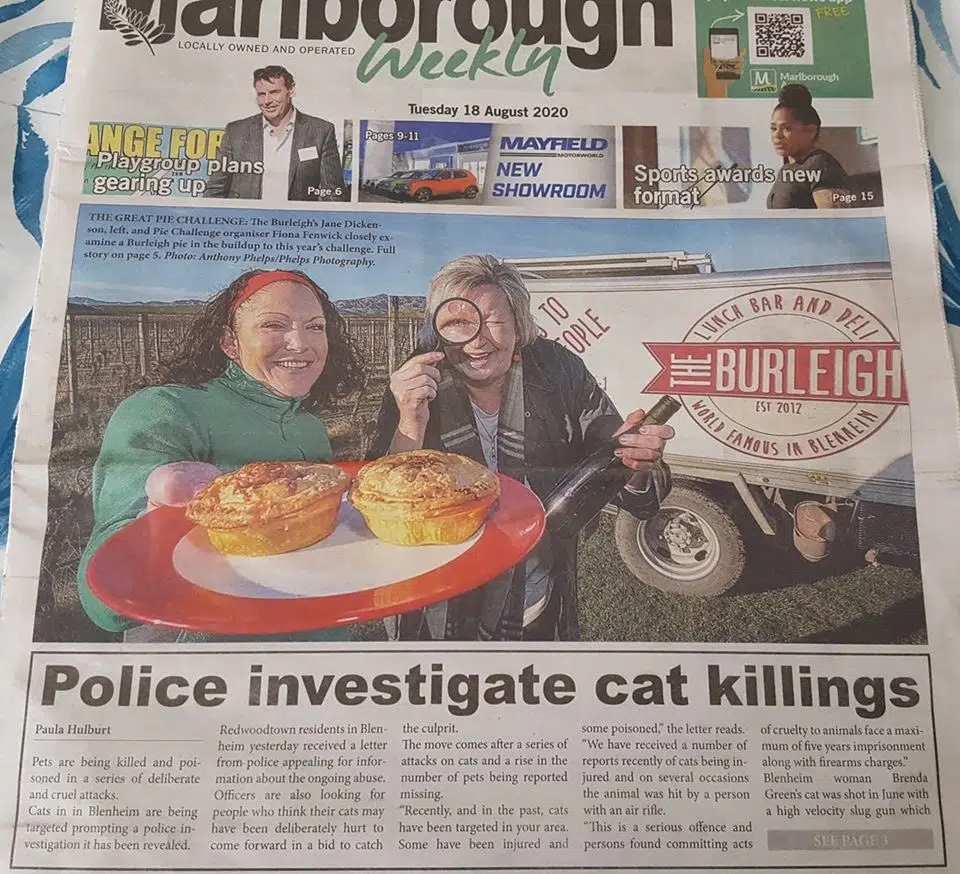 Marlborough
FREE
LOCALLY OWNED AND OPERATED
Weekly
Marlborough
Tuesday 18 August 2020
ANGE FOR
Playgroup plans
gearing up
Page 6
Pages 9-11
MAYFIELD
MOTORWORLD
NEW
SHOWROOM
Sports awards new
format
Page 15
THE GREAT PIE CHALLENGE: The Burleigh's Jane Dicken-
son, left, and Pie Challenge organiser Fiona Fenwick closely ex-
amine a Burleigh pie in the buildup to this year's challenge. Full
story on page 5. Photo: Anthony Phelps/Phelps Photography.
TO
OPLE
LUNCH BAR AND DELI
THE BURLEIGH
EST 2012
WORLD FAMOUS IN BLENHEIM
Police investigate cat killings
Paula Hulburt
Pets are being killed and poi-
soned in a series of deliberate
and cruel attacks.
Cats in in Blenheim are being
targeted prompting a police in-
vestigation it has been revealed.
Redwoodtown residents in Blen-
heim yesterday received a letter
from police appealing for infor-
mation about the ongoing abuse.
Officers are also looking for
people who think their cats may
have been deliberately hurt to
come forward in a bid to catch
the culprit.
The move comes after a series of
attacks on cats and a rise in the
number of pets being reported
missing.
"Recently, and in the past, cats
have been targeted in your area.
Some have been injured and
some poisoned," the letter reads.
"We have received a number of
reports recently of cats being in-
jured and on several occasions
the animal was hit by a person
with an air rifle.
"This is a serious offence and
persons found committing acts
of cruelty to animals face a maxi-
mum of five years imprisonment
along with firearms charges."
Blenheim woman Brenda
Green's cat was shot in June with
a high velocity slug gun which
SEE PAGE 3